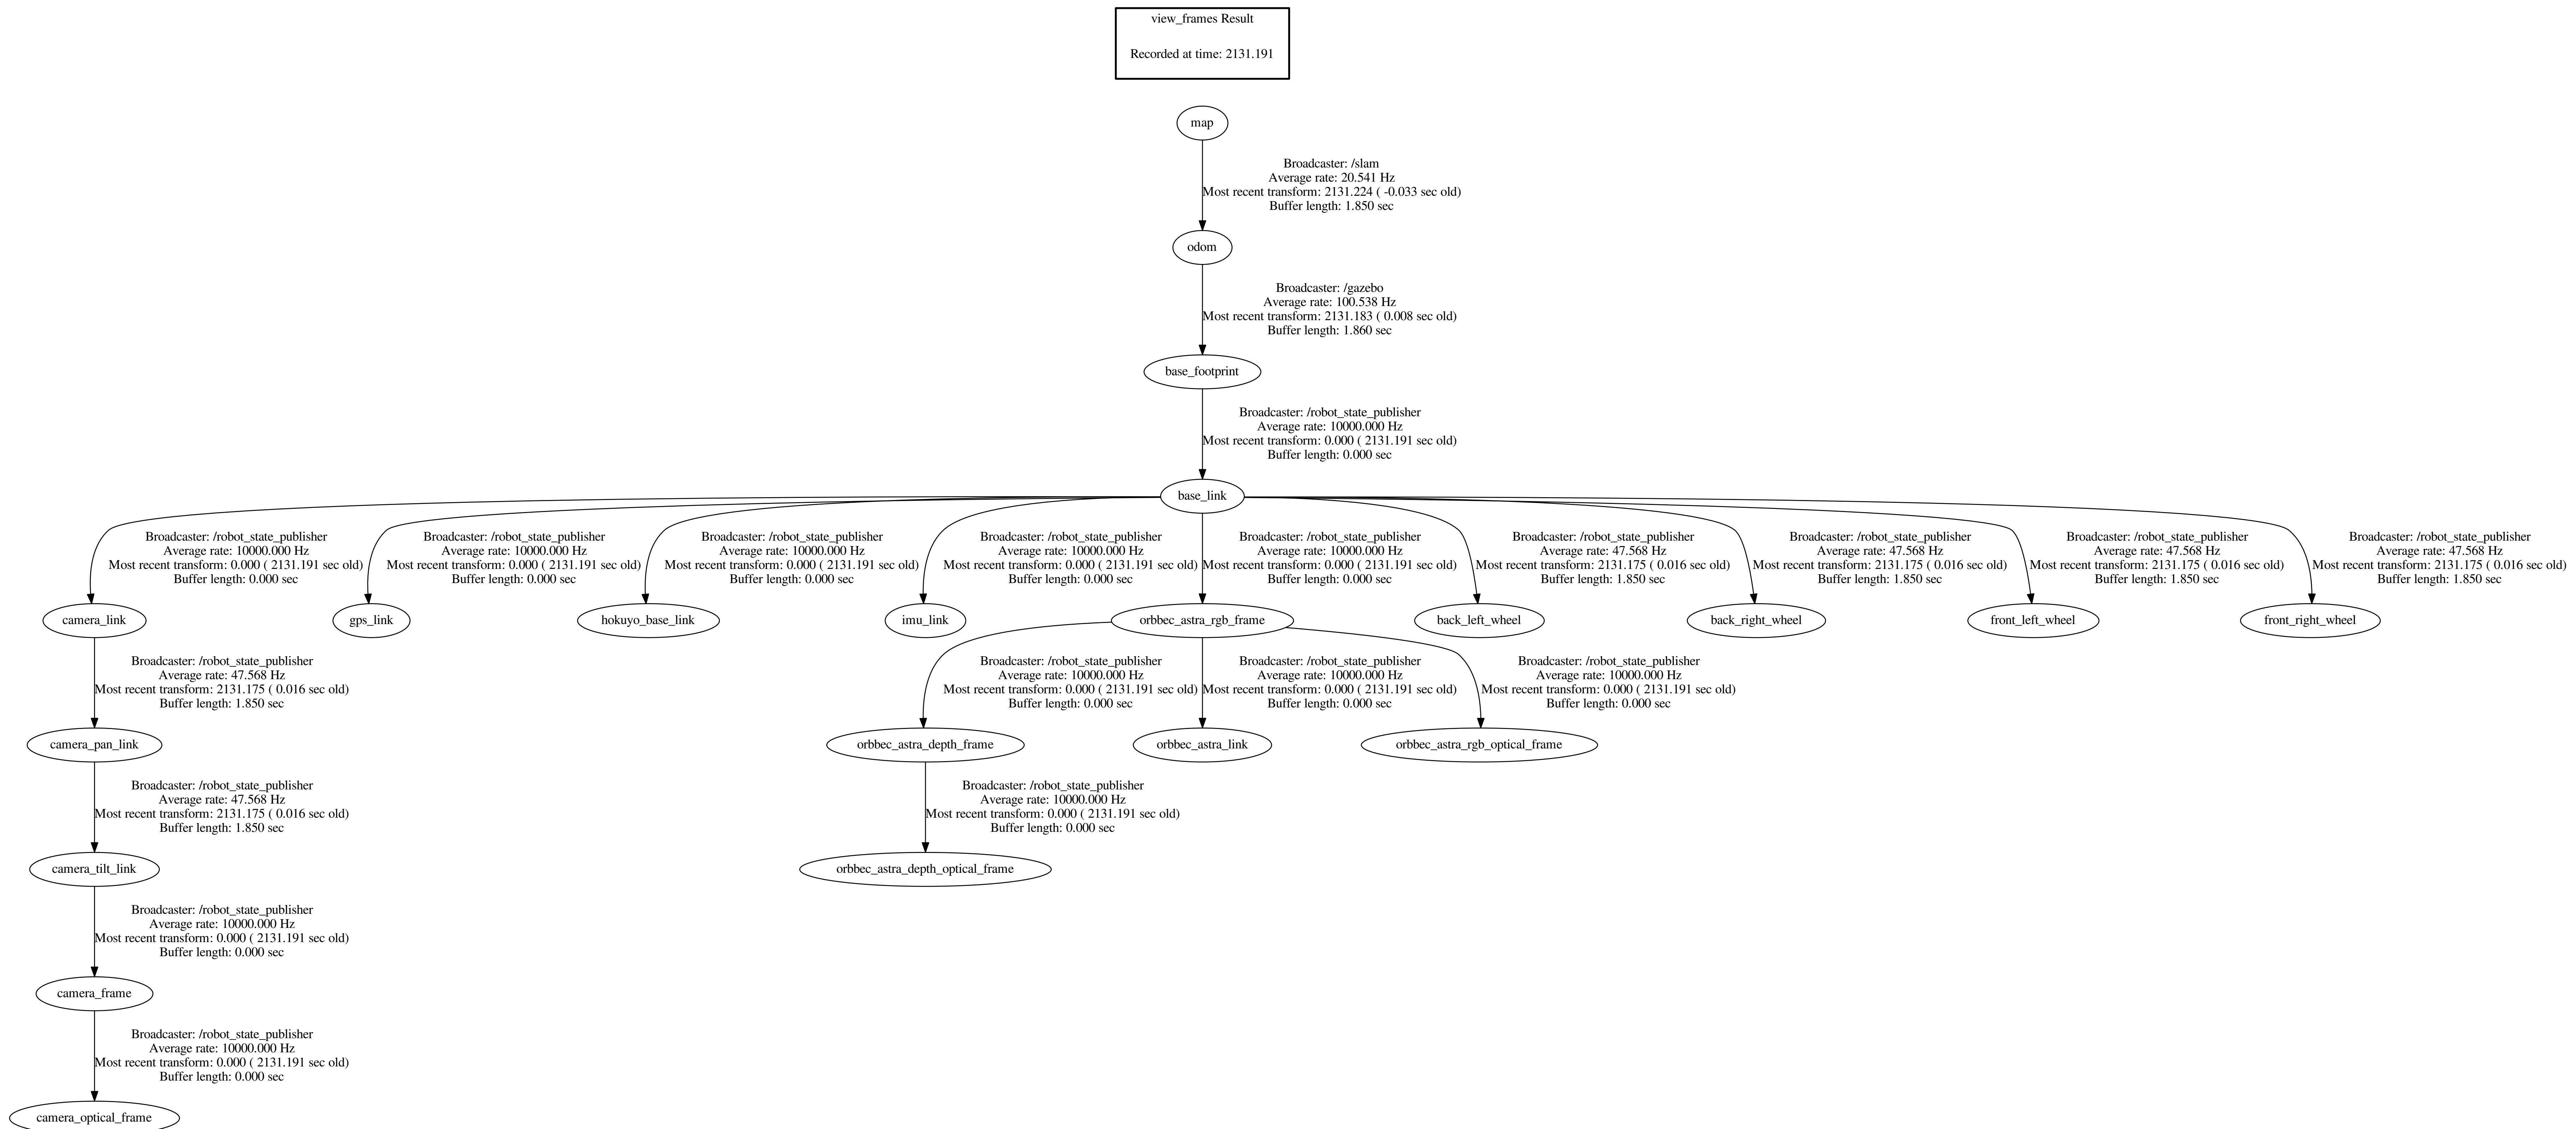 view_frames Result
Recorded at time: 2131.191
map
Broadcaster: /slam
Average rate: 20.541 Hz
Most recent transform: 2131.224 ( -0.033 sec old)
Buffer length: 1.850 sec
odom
Broadcaster: /gazebo
Average rate: 100.538 Hz
Most recent transform: 2131.183 ( 0.008 sec old)
Buffer length: 1.860 sec
base_footprint
Broadcaster: /robot_state_publisher
Average rate: 10000.000 Hz
Most recent transform: 0.000 ( 2131.191 sec old)
Buffer length: 0.000 sec
base_link
Broadcaster: /robot_state_publisher
Average rate: 10000.000 Hz
Most recent transform: 0.000 ( 2131.191 sec old)
Buffer length: 0.000 sec
Broadcaster: /robot_state_publisher
Average rate: 10000.000 Hz
Most recent transform: 0.000 ( 2131.191 sec old)
Buffer length: 0.000 sec
Broadcaster: /robot_state_publisher
Average rate: 10000.000 Hz
Most recent transform: 0.000 ( 2131.191 sec old)
Buffer length: 0.000 sec
Broadcaster: /robot_state_publisher
Average rate: 10000.000 Hz
Most recent transform: 0.000 ( 2131.191 sec old)
Buffer length: 0.000 sec
Broadcaster: /robot_state_publisher
Average rate: 10000.000 Hz
Most recent transform: 0.000 ( 2131.191 sec old)
Buffer length: 0.000 sec
Broadcaster: /robot_state_publisher
Average rate: 47.568 Hz
Most recent transform: 2131.175 ( 0.016 sec old)
Buffer length: 1.850 sec
Broadcaster: /robot_state_publisher
Average rate: 47.568 Hz
Most recent transform: 2131.175 ( 0.016 sec old)
Buffer length: 1.850 sec
Broadcaster: /robot_state_publisher
Average rate: 47.568 Hz
Most recent transform: 2131.175 ( 0.016 sec old)
Buffer length: 1.850 sec
Broadcaster: /robot_state_publisher
Average rate: 47.568 Hz
Most recent transform: 2131.175 ( 0.016 sec old)
Buffer length: 1.850 sec
camera_link
gps_link
hokuyo_base_link
imu_link
orbbec_astra_rgb_frame
back_left_wheel
back_right_wheel
front_left_wheel
front_right_wheel
Broadcaster: /robot_state_publisher
Average rate: 47.568 Hz
Most recent transform: 2131.175 ( 0.016 sec old)
Buffer length: 1.850 sec
Broadcaster: /robot_state_publisher
Average rate: 10000.000 Hz
Most recent transform: 0.000 ( 2131.191 sec old)
Buffer length: 0.000 sec
Broadcaster: /robot_state_publisher
Average rate: 10000.000 Hz
Most recent transform: 0.000 ( 2131.191 sec old)
Buffer length: 0.000 sec
Broadcaster: /robot_state_publisher
Average rate: 10000.000 Hz
Most recent transform: 0.000 ( 2131.191 sec old)
Buffer length: 0.000 sec
camera_pan_link
orbbec_astra_depth_frame
orbbec_astra_link
orbbec_astra_rgb_optical_frame
Broadcaster: /robot_state_publisher
Average rate: 47.568 Hz
Most recent transform: 2131.175 ( 0.016 sec old)
Buffer length: 1.850 sec
Broadcaster: /robot_state_publisher
Average rate: 10000.000 Hz
Most recent transform: 0.000 ( 2131.191 sec old)
Buffer length: 0.000 sec
camera_tilt_link
orbbec_astra_depth_optical_frame
Broadcaster: /robot_state_publisher
Average rate: 10000.000 Hz
Most recent transform: 0.000 ( 2131.191 sec old)
Buffer length: 0.000 sec
camera_frame
Broadcaster: /robot_state_publisher
Average rate: 10000.000 Hz
Most recent transform: 0.000 ( 2131.191 sec old)
Buffer length: 0.000 sec
camera_optical_frame